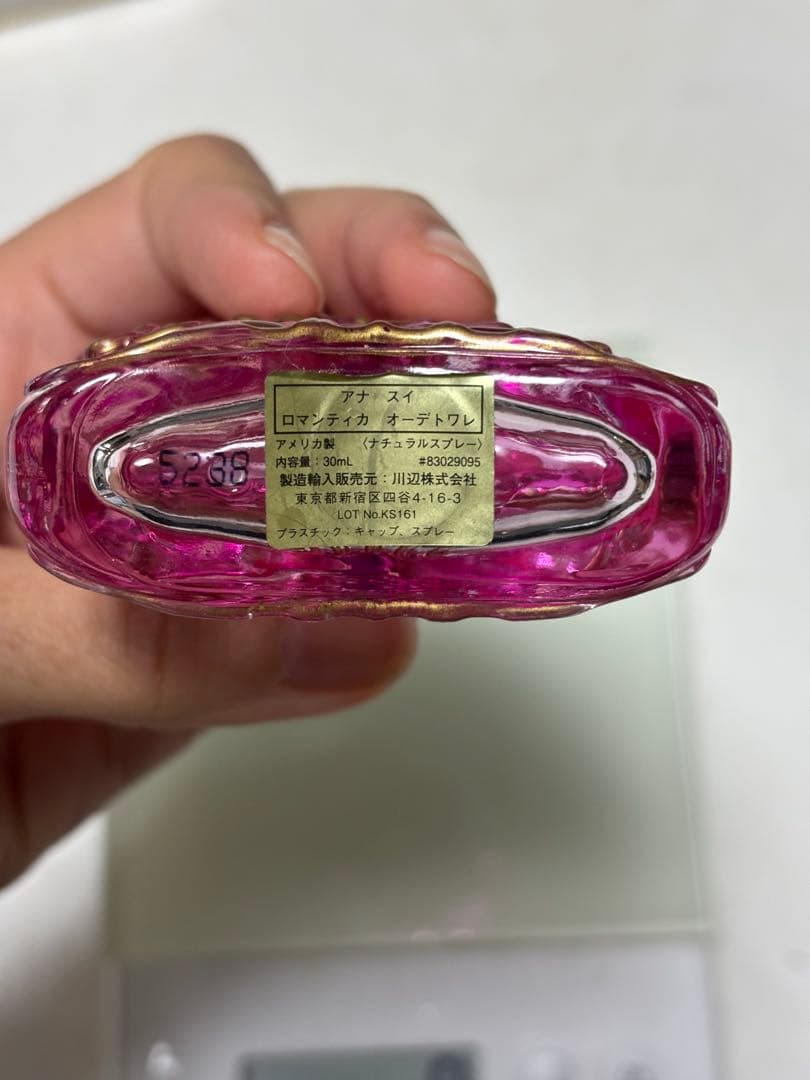 アナ スイ
ロマンティカ オーデトワレ
アメリカ製 〈ナチュラルスプレー〉
内容量:30mL #83029095
製造輸入販売元:川辺株式会社
東京都新宿区四谷4-16-3
LOT No.KS161
プラスチック:キャップ、スプレー